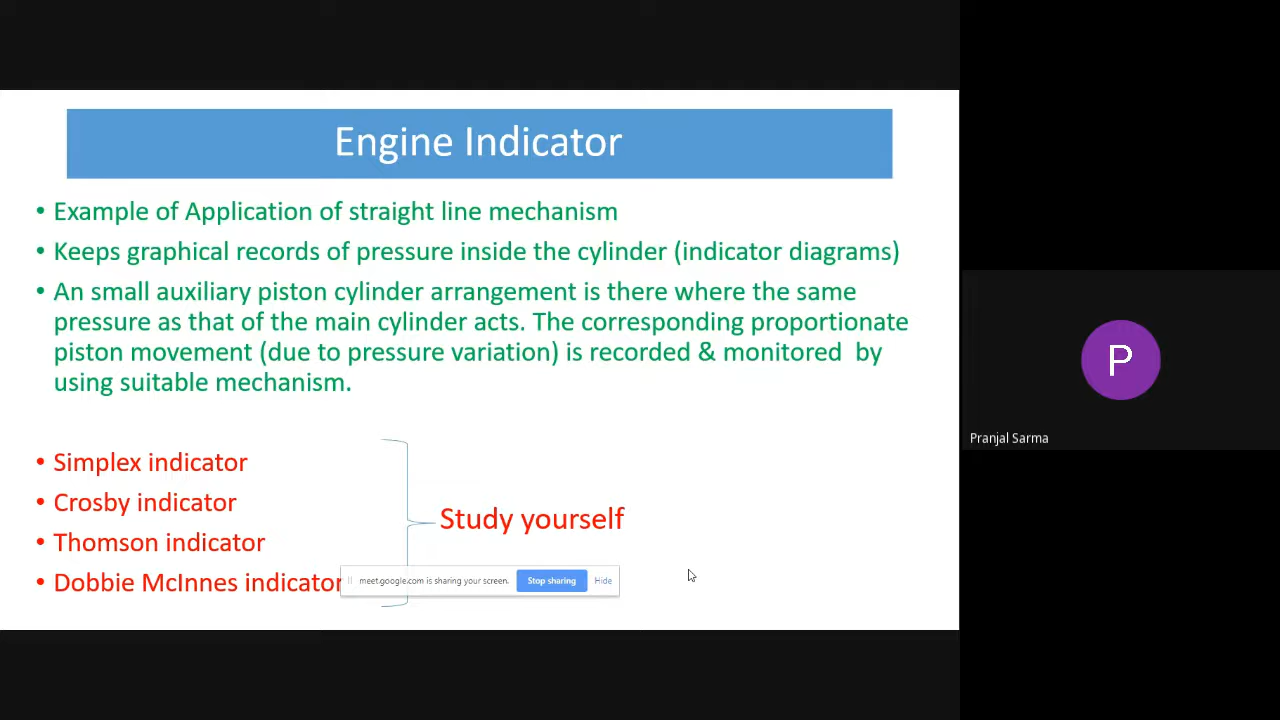 Engine Indicator
• Example of Application of straight line mechanism
• Keeps graphical records of pressure inside the cylinder (indicator diagrams)
• An small auxiliary piston cylinder arrangement is there where the same
pressure as that of the main cylinder acts. The corresponding proportionate
piston movement (due to pressure variation) is recorded & monitored by
using suitable mechanism.
• Simplex indicator
• Crosby indicator
• Thomson indicator
• Dobbie McInnes indicator
Study yourself
meet.google.com is sharing your screen.
Stop sharing
Hide
P
Pranjal Sarma